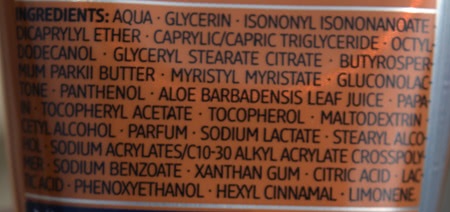 INGREDIENTS: AQUA · GLYCERIN · ISONONYL ISONONANOATE ·
DICAPRYLYL ETHER · CAPRYLIC/CAPRIC TRIGLYCERIDE · OCTYL-
DODECANOL · GLYCERYL STEARATE CITRATE · BUTYROSPER-
MUM PARKII BUTTER · MYRISTYL MYRISTATE · GLUCONOLAC-
TONE · PANTHENOL · ALOE BARBADENSIS LEAF JUICE · PAPA-
IN · TOCOPHERYL ACETATE · TOCOPHEROL · MALTODEXTRIN ·
CETYL ALCOHOL · PARFUM · SODIUM LACTATE · STEARYL ALCO-
HOL · SODIUM ACRYLATES/C10-30 ALKYL ACRYLATE CROSSPOLY-
MER · SODIUM BENZOATE · XANTHAN GUM · CITRIC ACID · LAC-
TIC ACID · PHENOXYETHANOL · HEXYL CINNAMAL · LIMONENE